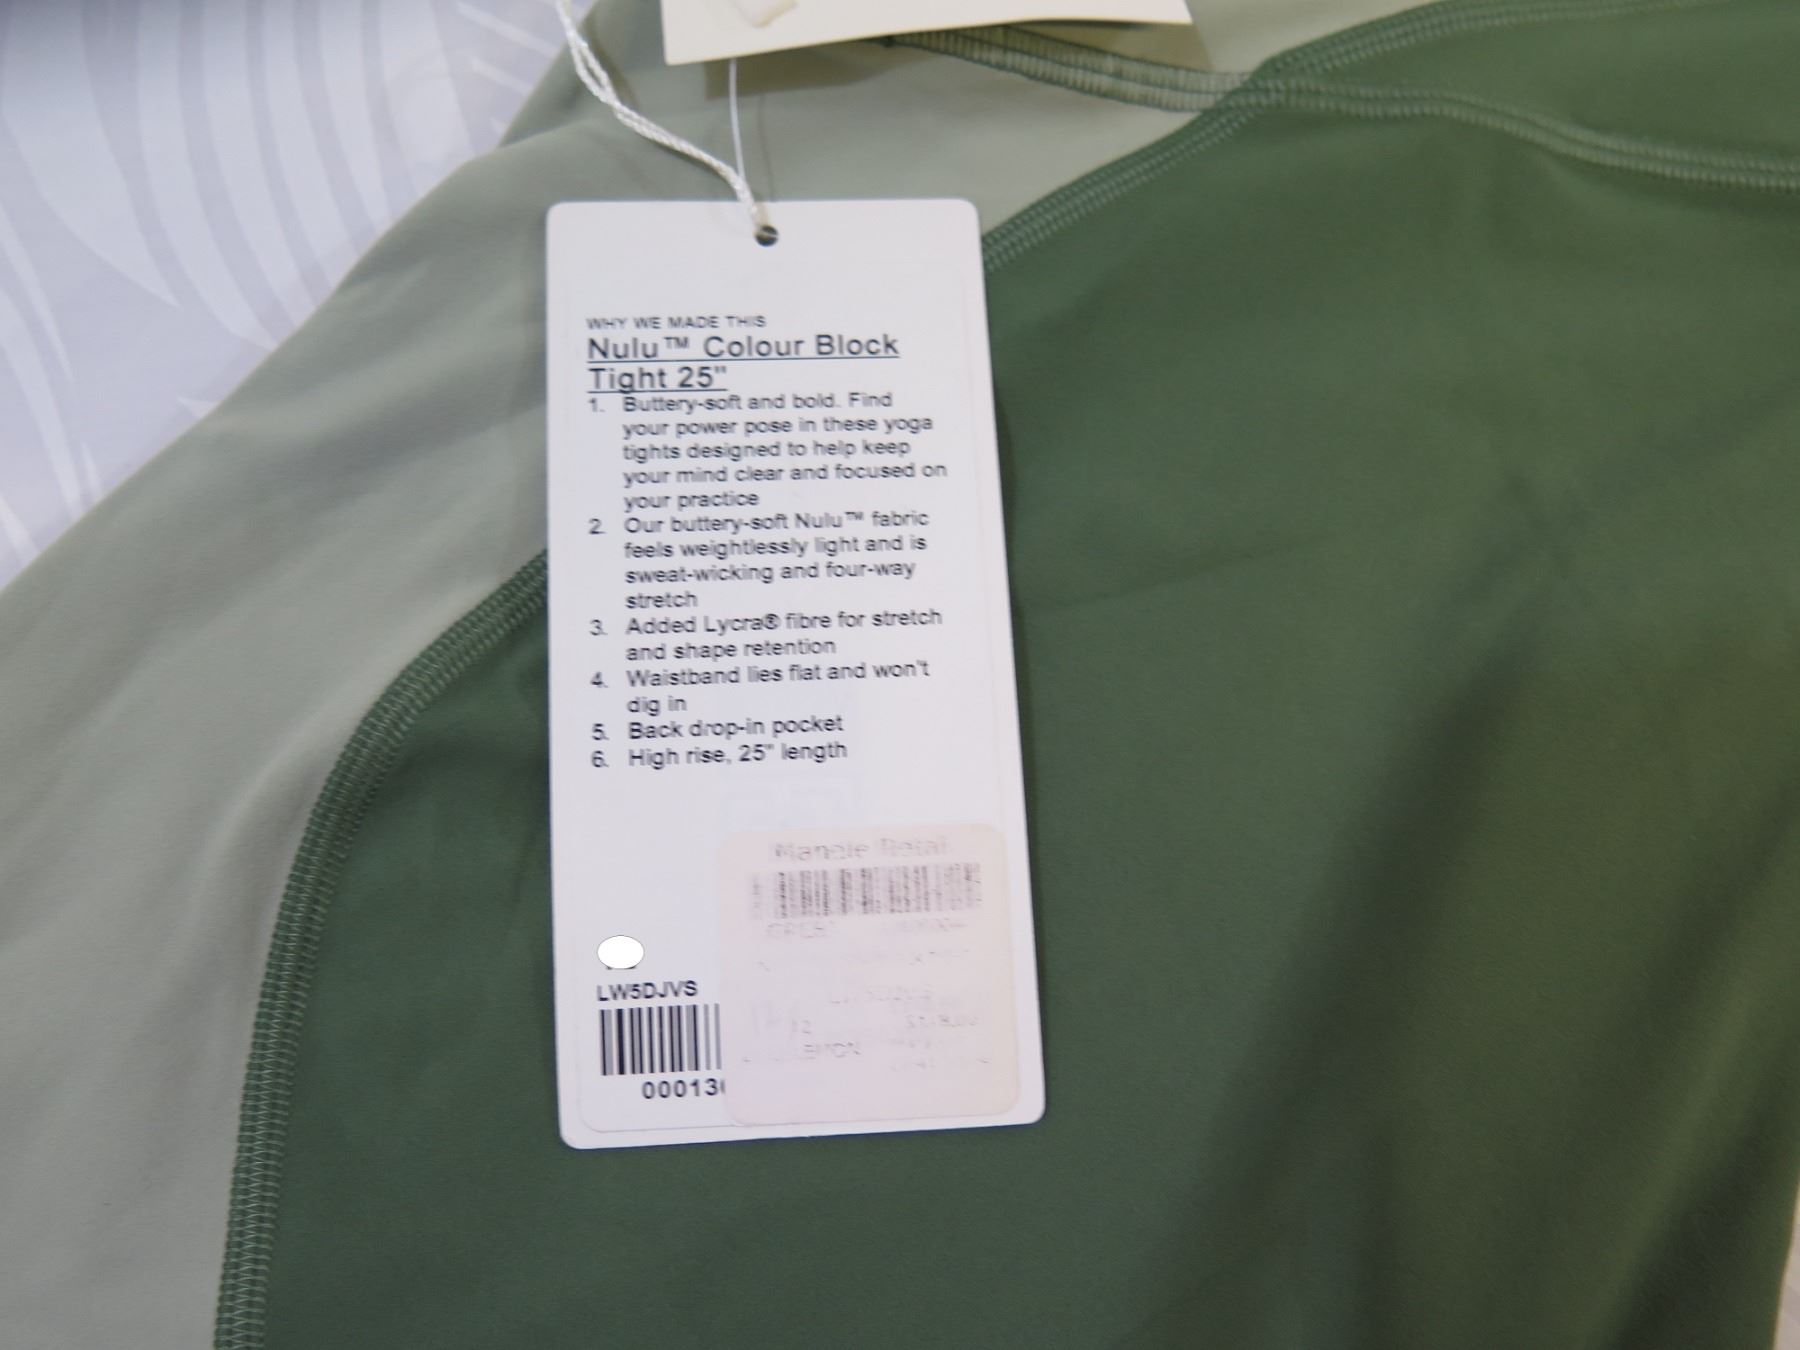 WHY WE MADE THIS
Nulu™ Colour Block
Tight 25"
1. Buttery-soft and bold. Find
your power pose in these yoga
tights designed to help keep
your mind clear and focused on
your practice
2. Our buttery-soft Nulu™ fabric
feels weightlessly light and is
sweat-wicking and four-way
stretch
3. Added Lycra® fibre for stretch
and shape retention
4. Waistband lies flat and won't
dig in
5. Back drop-in pocket
6. High rise, 25" length
LW5DJVS
00013